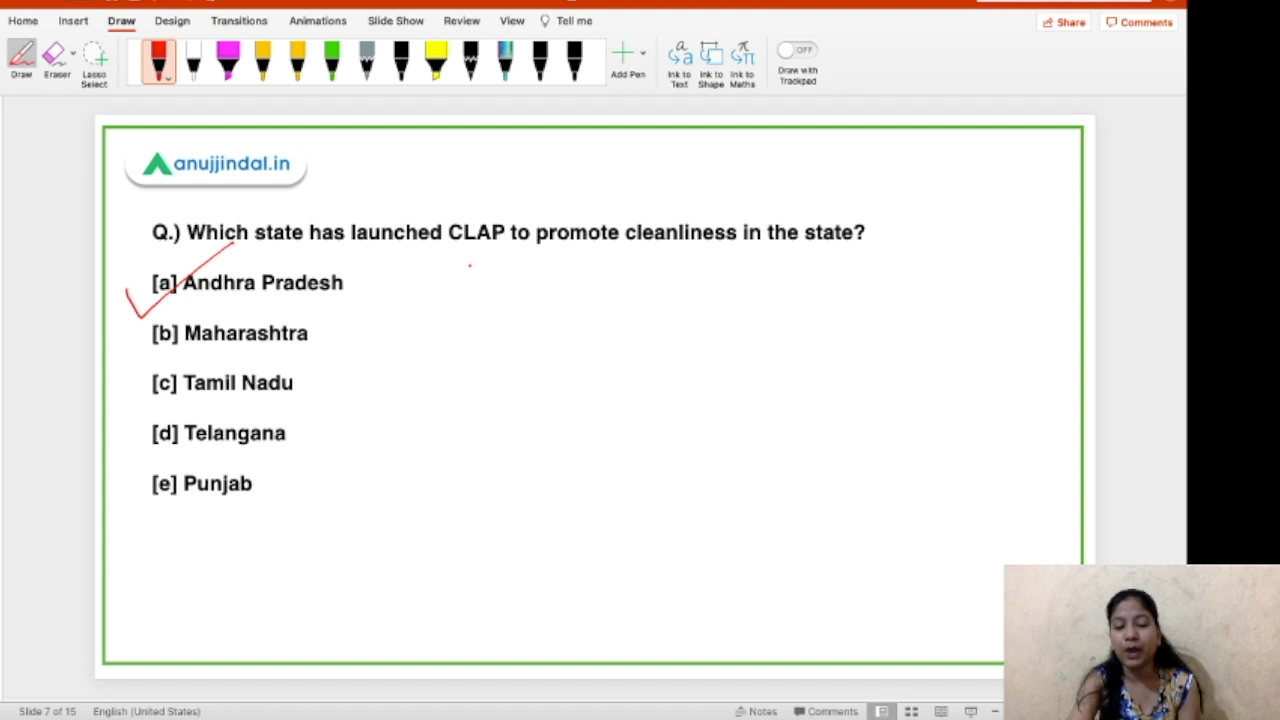 Home Insert Draw Design Transitions Animations Slide Show Review View Tell me Share Comments
Draw Eraser Lasso Select Add Pen Ink to Text Ink to Shape Ink to Maths OFF Draw with Trackpad
anujjindal.in
Q.) Which state has launched CLAP to promote cleanliness in the state?
[a] Andhra Pradesh
[b] Maharashtra
[c] Tamil Nadu
[d] Telangana
[e] Punjab
Slide 7 of 15 English (United States) Notes Comments